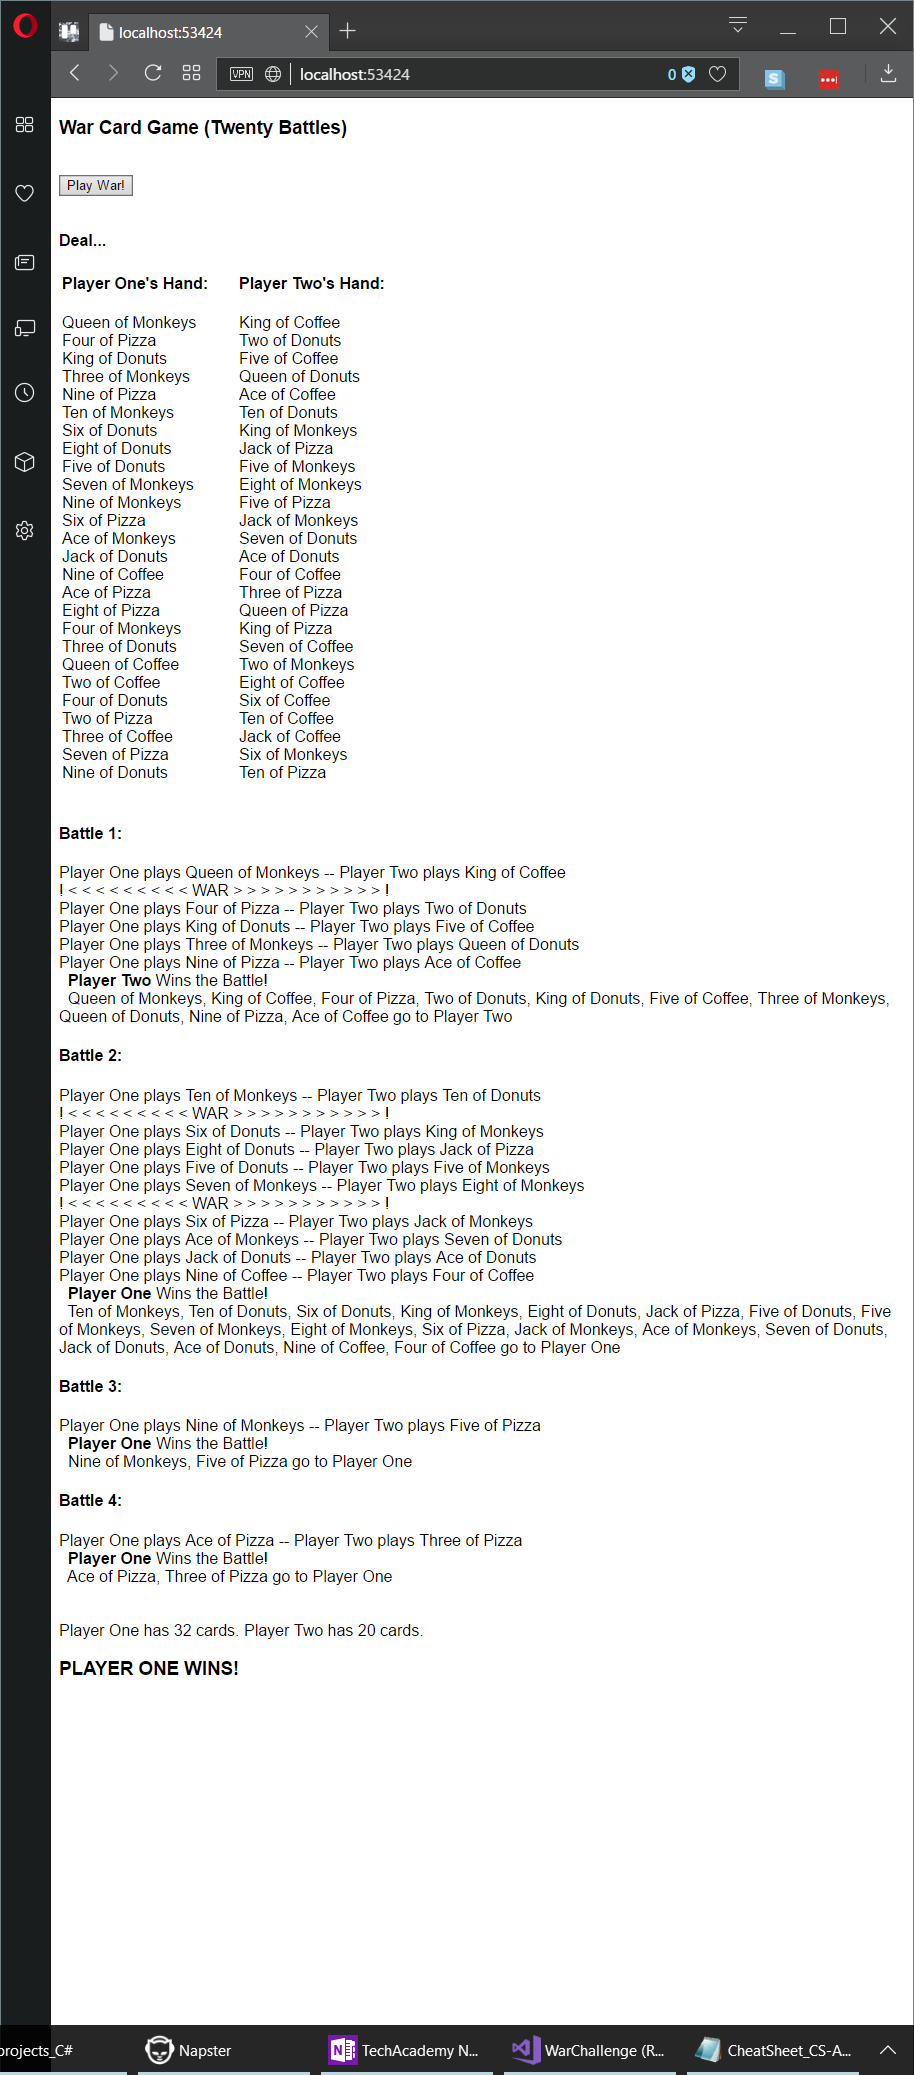 localhost:53424
VPN localhost:53424 0
S
War Card Game (Twenty Battles)
Play War!
Deal...
Player One's Hand: Player Two's Hand:
Queen of Monkeys King of Coffee
Four of Pizza Two of Donuts
King of Donuts Five of Coffee
Three of Monkeys Queen of Donuts
Nine of Pizza Ace of Coffee
Ten of Monkeys Ten of Donuts
Six of Donuts King of Monkeys
Eight of Donuts Jack of Pizza
Five of Donuts Five of Monkeys
Seven of Monkeys Eight of Monkeys
Nine of Monkeys Five of Pizza
Six of Pizza Jack of Monkeys
Ace of Monkeys Seven of Donuts
Jack of Donuts Ace of Donuts
Nine of Coffee Four of Coffee
Ace of Pizza Three of Pizza
Eight of Pizza Queen of Pizza
Four of Monkeys King of Pizza
Three of Donuts Seven of Coffee
Queen of Coffee Two of Monkeys
Two of Coffee Eight of Coffee
Four of Donuts Six of Coffee
Two of Pizza Ten of Coffee
Three of Coffee Jack of Coffee
Seven of Pizza Six of Monkeys
Nine of Donuts Ten of Pizza
Battle 1:
Player One plays Queen of Monkeys -- Player Two plays King of Coffee
! < < < < < < < < < WAR > > > > > > > > > > > !
Player One plays Four of Pizza -- Player Two plays Two of Donuts
Player One plays King of Donuts -- Player Two plays Five of Coffee
Player One plays Three of Monkeys -- Player Two plays Queen of Donuts
Player One plays Nine of Pizza -- Player Two plays Ace of Coffee
Player Two Wins the Battle!
Queen of Monkeys, King of Coffee, Four of Pizza, Two of Donuts, King of Donuts, Five of Coffee, Three of Monkeys,
Queen of Donuts, Nine of Pizza, Ace of Coffee go to Player Two
Battle 2:
Player One plays Ten of Monkeys -- Player Two plays Ten of Donuts
! < < < < < < < < < WAR > > > > > > > > > > > !
Player One plays Six of Donuts -- Player Two plays King of Monkeys
Player One plays Eight of Donuts -- Player Two plays Jack of Pizza
Player One plays Five of Donuts -- Player Two plays Five of Monkeys
Player One plays Seven of Monkeys -- Player Two plays Eight of Monkeys
! < < < < < < < < < WAR > > > > > > > > > > > !
Player One plays Six of Pizza -- Player Two plays Jack of Monkeys
Player One plays Ace of Monkeys -- Player Two plays Seven of Donuts
Player One plays Jack of Donuts -- Player Two plays Ace of Donuts
Player One plays Nine of Coffee -- Player Two plays Four of Coffee
Player One Wins the Battle!
Ten of Monkeys, Ten of Donuts, Six of Donuts, King of Monkeys, Eight of Donuts, Jack of Pizza, Five of Donuts, Five
of Monkeys, Seven of Monkeys, Eight of Monkeys, Six of Pizza, Jack of Monkeys, Ace of Monkeys, Seven of Donuts,
Jack of Donuts, Ace of Donuts, Nine of Coffee, Four of Coffee go to Player One
Battle 3:
Player One plays Nine of Monkeys -- Player Two plays Five of Pizza
Player One Wins the Battle!
Nine of Monkeys, Five of Pizza go to Player One
Battle 4:
Player One plays Ace of Pizza -- Player Two plays Three of Pizza
Player One Wins the Battle!
Ace of Pizza, Three of Pizza go to Player One
Player One has 32 cards. Player Two has 20 cards.
PLAYER ONE WINS!
projects_C# Napster N TechAcademy N... WarChallenge (R... CheatSheet_CS-A...